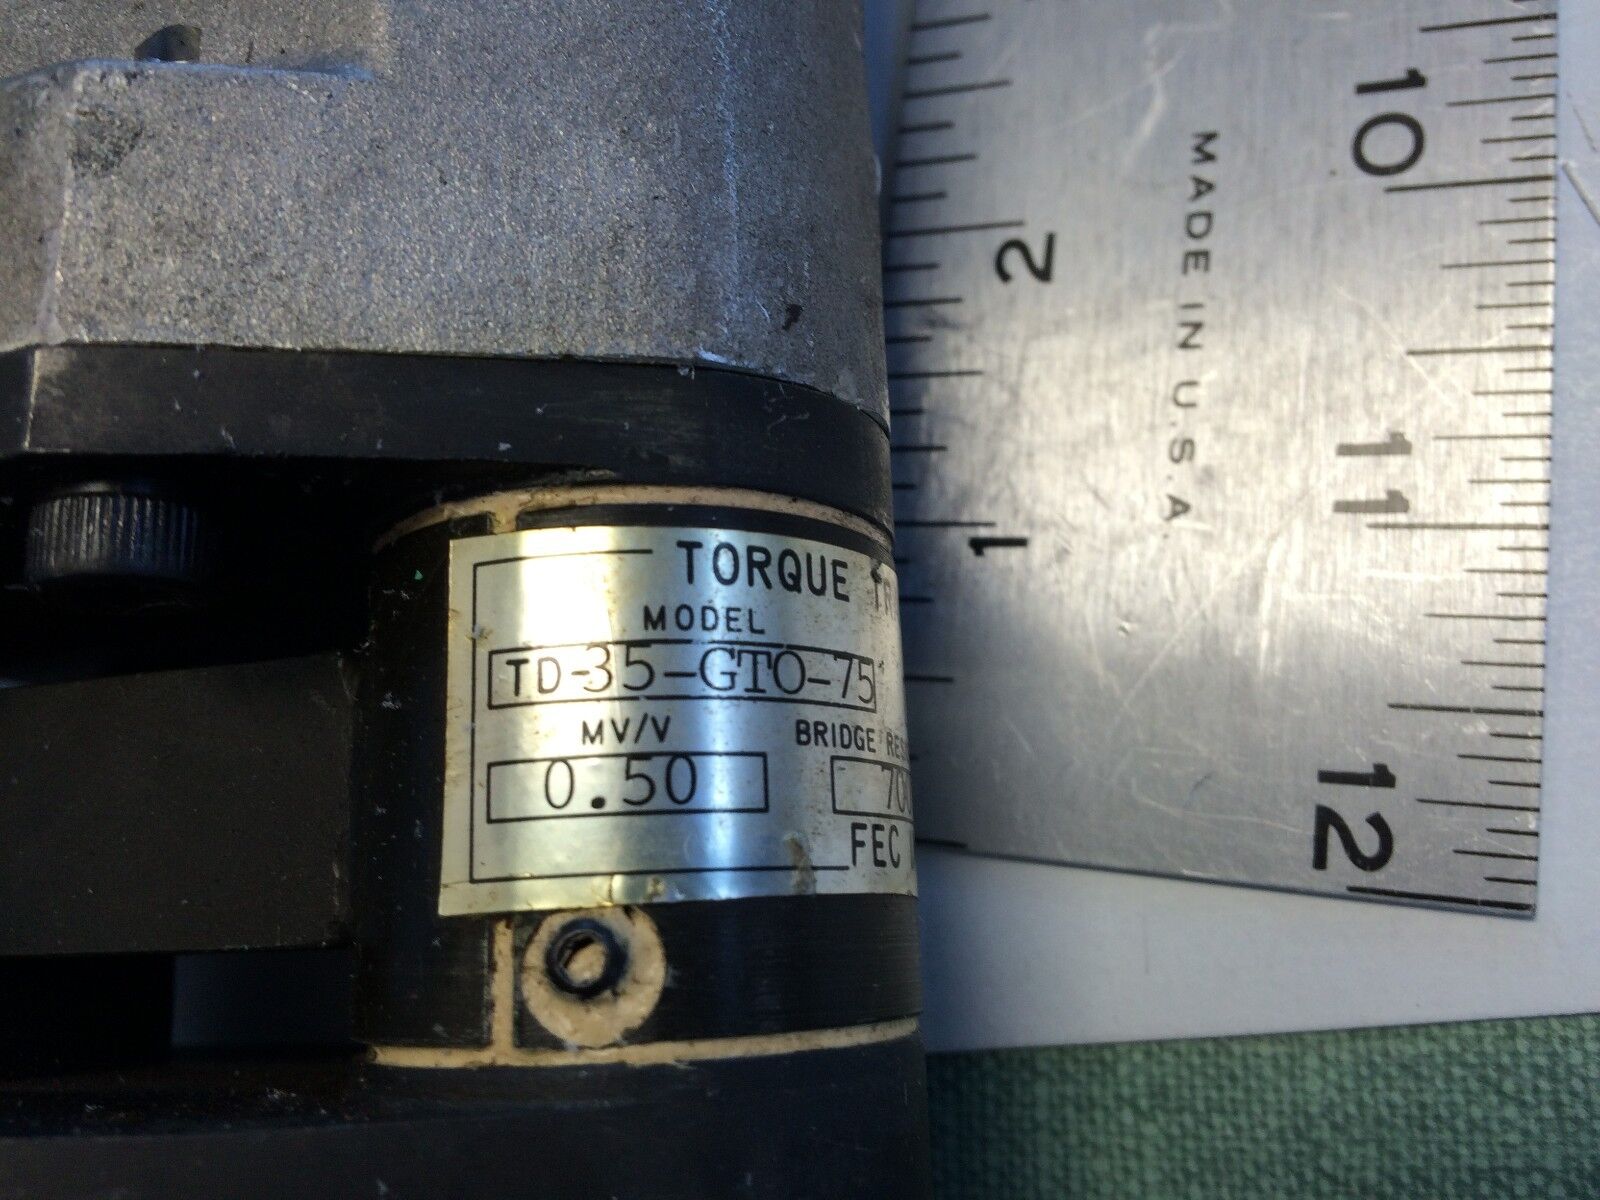 TORQUE
MODEL
TD-35-GTO-75
MV/V
BRIDGE
0.50
FEC
2
1
MADE IN U.S.A.
10
11
12